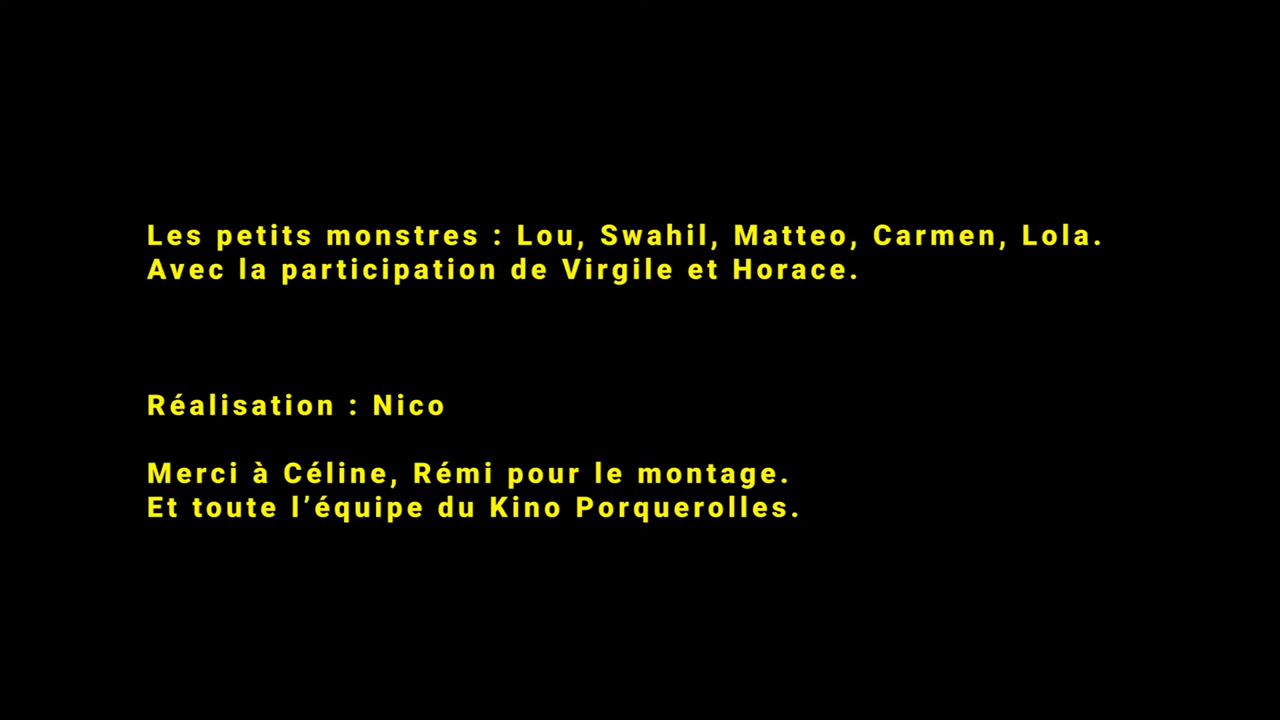 Les petits monstres : Lou, Swahil, Matteo, Carmen, Lola.
Avec la participation de Virgile et Horace.
Réalisation : Nico
Merci à Céline, Rémi pour le montage.
Et toute l’équipe du Kino Porquerolles.